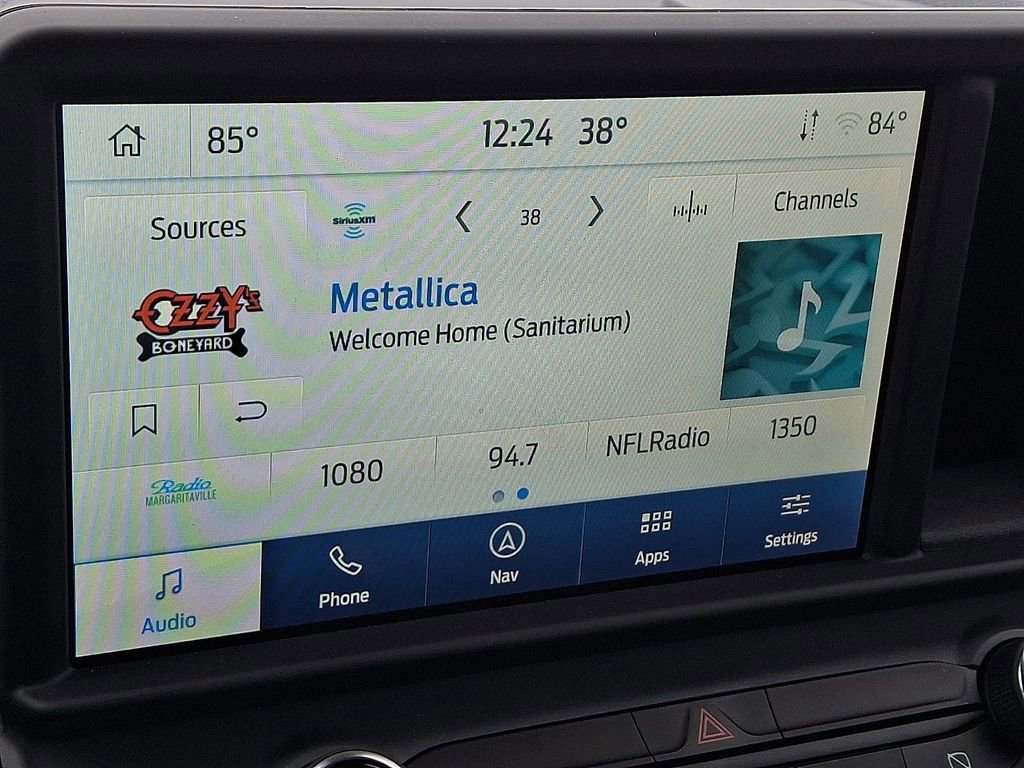 85° 12:24 38° 84°
Sources SiriusXM 38 Channels
OZZY's
BONEYARD
Metallica
Welcome Home (Sanitarium)
Radio
MARGARITAVILLE
1080 94.7 NFLRadio 1350
Audio Phone Nav Apps Settings